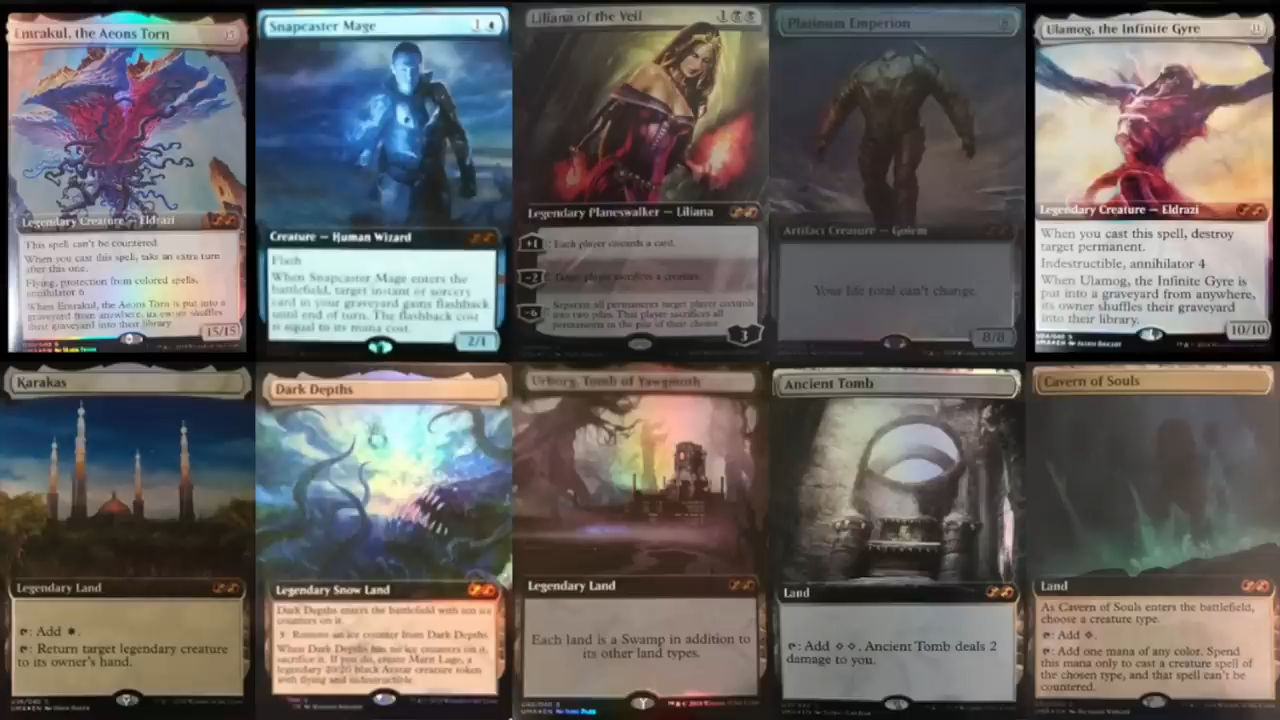 Emrakul, the Aeons Torn
15
Legendary Creature — Eldrazi
This spell can't be countered.
When you cast this spell, take an extra turn
after this one.
Flying, protection from colored spells,
annihilator 6
When Emrakul, the Aeons Torn is put into a
graveyard from anywhere, its owner shuffles
their graveyard into their library.
15/15
Snapcaster Mage
1
Creature — Human Wizard
Flash
When Snapcaster Mage enters the
battlefield, target instant or sorcery
card in your graveyard gains flashback
until end of turn. The flashback cost
is equal to its mana cost.
2/1
Liliana of the Veil
1
Legendary Planeswalker — Liliana
+1 : Each player discards a card.
-2 : Target player sacrifices a creature.
-6 : Separate all permanents target player controls
into two piles. That player sacrifices all
permanents in the pile of their choice.
3
Platinum Emperion
8
Artifact Creature — Golem
Your life total can't change.
8/8
Ulamog, the Infinite Gyre
11
Legendary Creature — Eldrazi
When you cast this spell, destroy
target permanent.
Indestructible, annihilator 4
When Ulamog, the Infinite Gyre is
put into a graveyard from anywhere,
its owner shuffles their graveyard
into their library.
10/10
Karakas
Legendary Land
: Add .
: Return target legendary creature
to its owner's hand.
Dark Depths
Legendary Snow Land
Dark Depths enters the battlefield with ten ice
counters on it.
3: Remove an ice counter from Dark Depths.
When Dark Depths has no ice counters on it,
sacrifice it. If you do, create Marit Lage, a
legendary 20/20 black Avatar creature token
with flying and indestructible.
Urborg, Tomb of Yawgmoth
Legendary Land
Each land is a Swamp in addition to
its other land types.
Ancient Tomb
Land
: Add . Ancient Tomb deals 2
damage to you.
Cavern of Souls
Land
As Cavern of Souls enters the battlefield,
choose a creature type.
: Add .
: Add one mana of any color. Spend
this mana only to cast a creature spell of
the chosen type, and that spell can't be
countered.